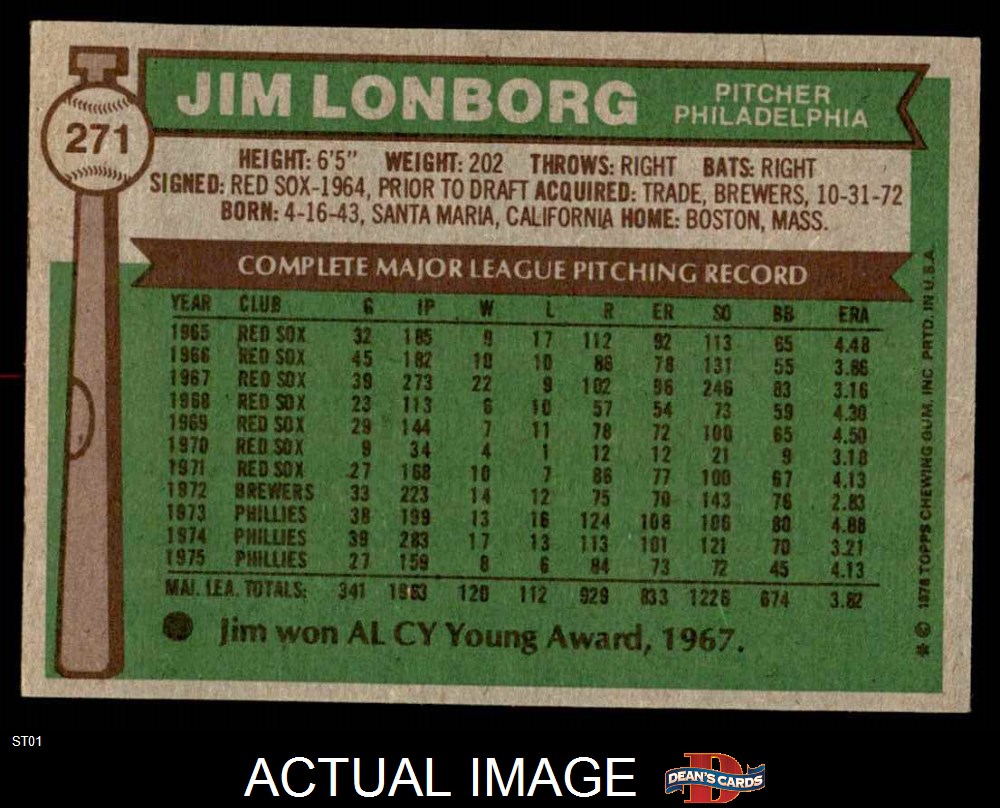 271
JIM LONBORG
PITCHER
PHILADELPHIA
HEIGHT: 6'5" WEIGHT: 202 THROWS: RIGHT BATS: RIGHT
SIGNED: RED SOX-1964, PRIOR TO DRAFT ACQUIRED: TRADE, BREWERS, 10-31-72
BORN: 4-16-43, SANTA MARIA, CALIFORNIA HOME: BOSTON, MASS.
COMPLETE MAJOR LEAGUE PITCHING RECORD
YEAR CLUB G IP W L R ER SO BB ERA
1965 RED SOX 32 185 9 17 112 92 113 65 4.48
1966 RED SOX 45 182 10 10 86 78 131 55 3.86
1967 RED SOX 39 273 22 9 102 96 246 83 3.16
1968 RED SOX 23 113 6 10 57 54 73 59 4.30
1969 RED SOX 29 144 7 11 78 72 100 65 4.50
1970 RED SOX 9 34 4 1 12 12 21 9 3.18
1971 RED SOX 27 168 10 7 86 77 100 67 4.13
1972 BREWERS 33 223 14 12 75 70 143 76 2.83
1973 PHILLIES 38 199 13 16 124 108 106 80 4.88
1974 PHILLIES 39 283 17 13 113 101 121 70 3.21
1975 PHILLIES 27 159 8 6 84 73 72 45 4.13
MAJ. LEA. TOTALS: 341 1963 120 112 929 833 1226 674 3.82
Jim won AL CY Young Award, 1967.
* © 1976 TOPPS CHEWING GUM, INC PRTD. IN U.S.A.
ST01
ACTUAL IMAGE
DEAN'S CARDS